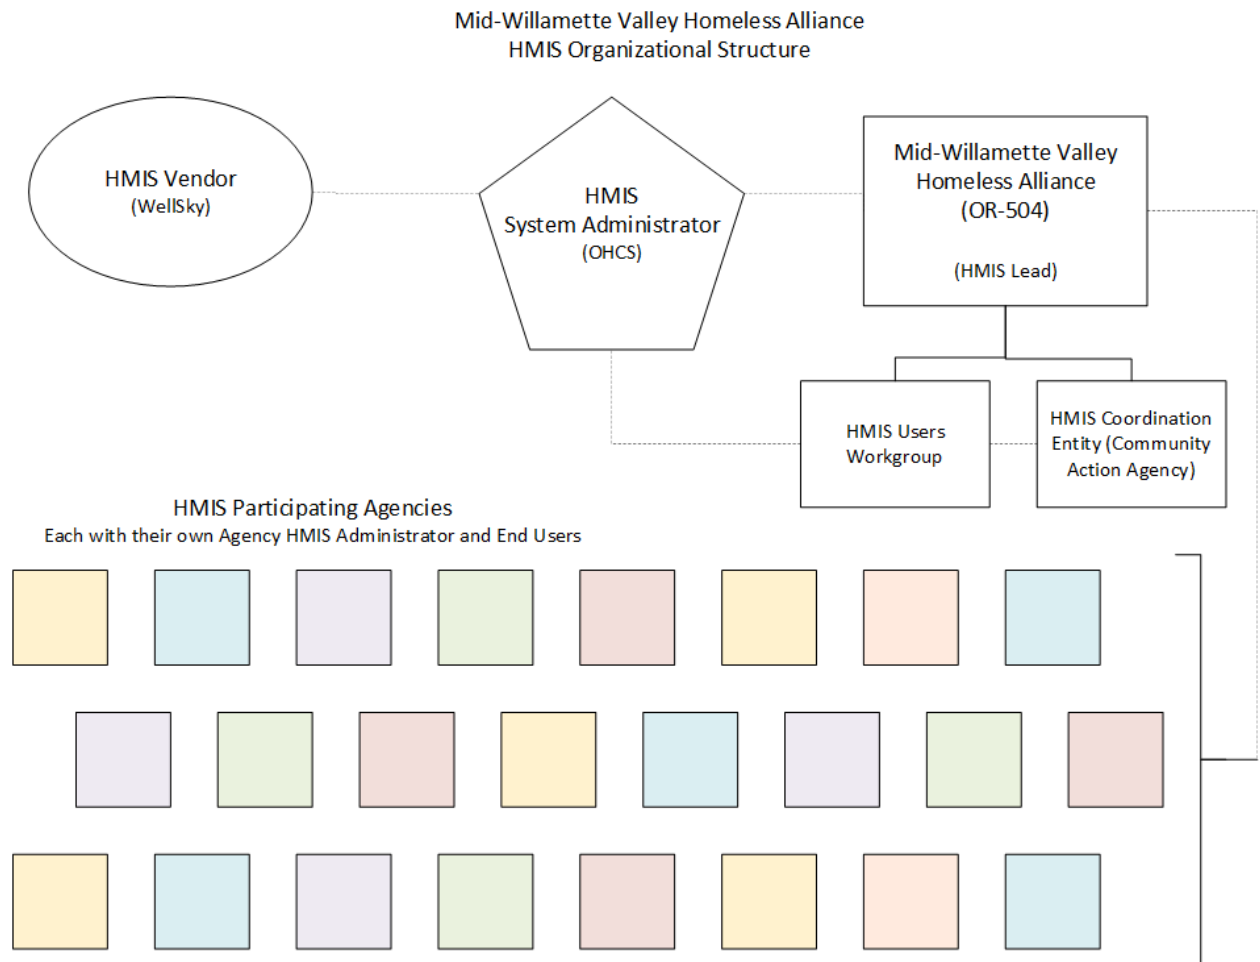 Mid-Willamette Valley Homeless Alliance
HMIS Organizational Structure
HMIS Vendor
(WellSky)
HMIS
System Administrator
(OHCS)
Mid-Willamette Valley
Homeless Alliance
(OR-504)
(HMIS Lead)
HMIS Users
Workgroup
HMIS Coordination
Entity (Community
Action Agency)
HMIS Participating Agencies
Each with their own Agency HMIS Administrator and End Users